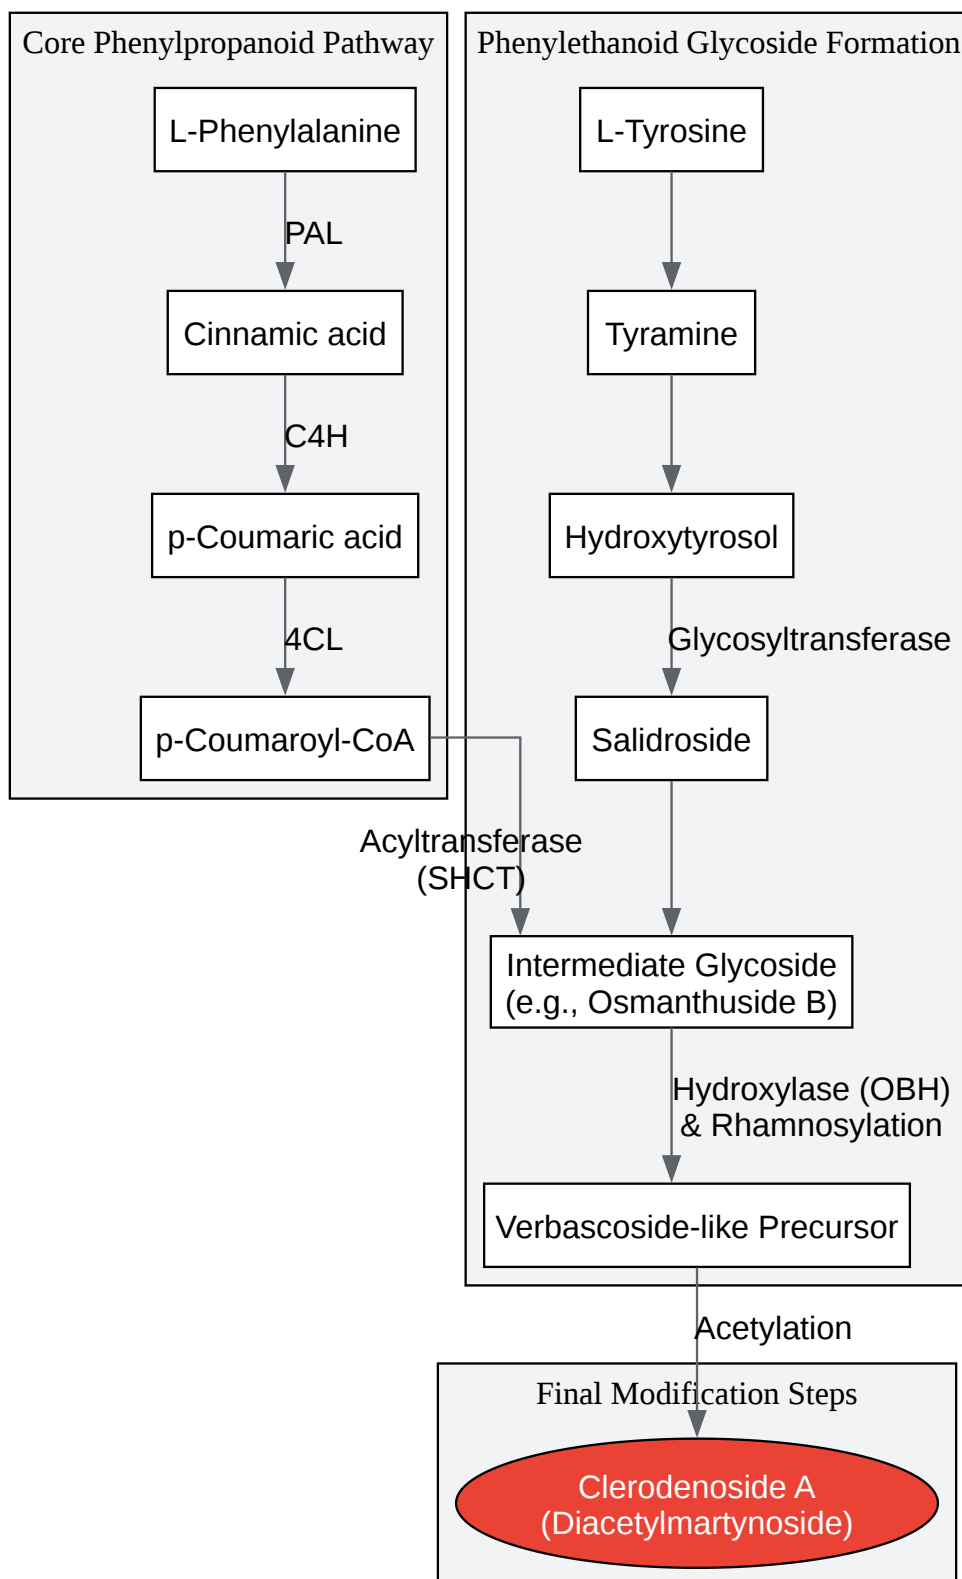 Core Phenylpropanoid Pathway
L-Phenylalanine
PAL
Cinnamic acid
C4H
p-Coumaric acid
4CL
p-Coumaroyl-CoA
Acyltransferase
(SHCT)
Phenylethanoid Glycoside Formation
L-Tyrosine
Tyramine
Hydroxytyrosol
Glycosyltransferase
Salidroside
Intermediate Glycoside
(e.g., Osmanthuside B)
Hydroxylase (OBH)
& Rhamnosylation
Verbascoside-like Precursor
Acetylation
Final Modification Steps
Clerodenoside A
(Diacetylmartynoside)